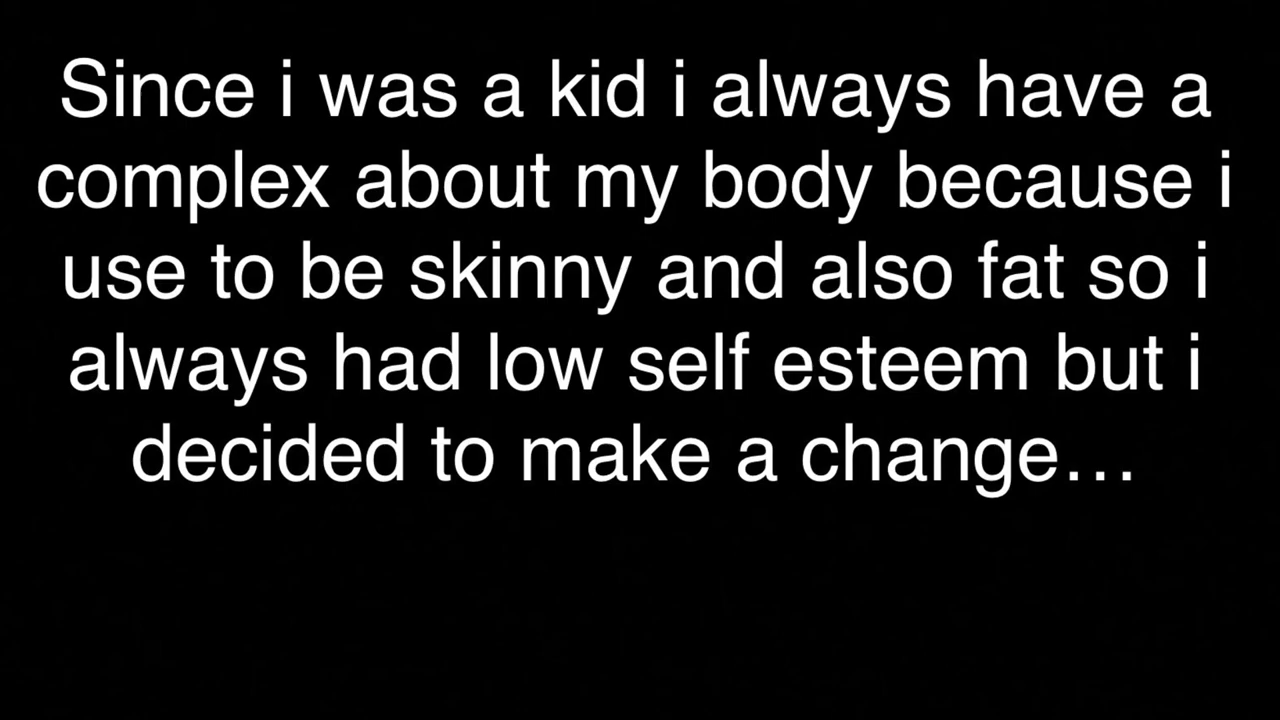 Since i was a kid i always have a
complex about my body because i
use to be skinny and also fat so i
always had low self esteem but i
decided to make a change…